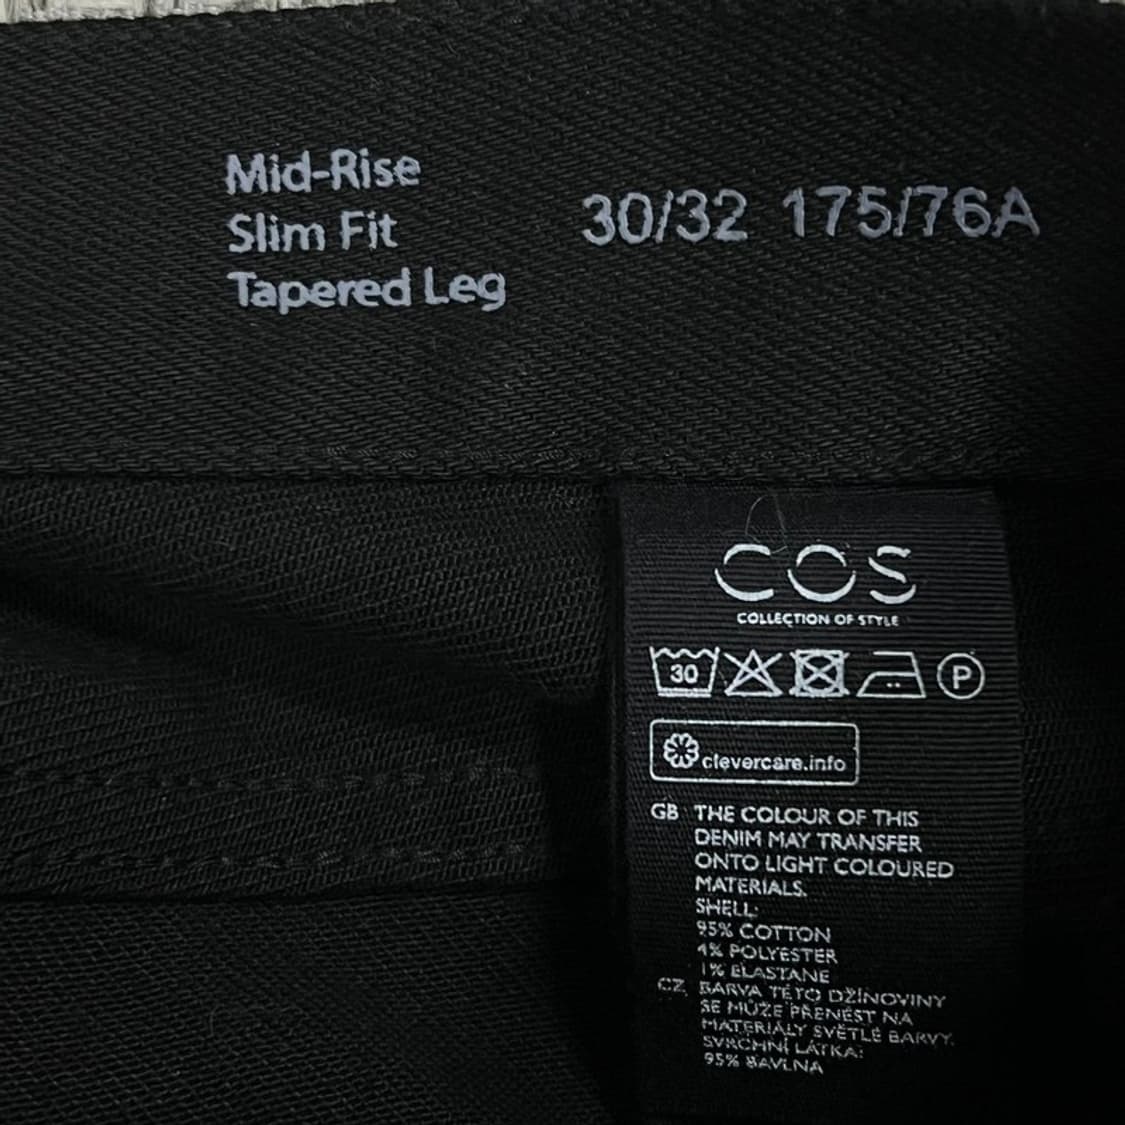 Mid-Rise
Slim Fit
Tapered Leg
30/32 175/76A
COS
COLLECTION OF STYLE
30 P
clevercare.info
GB THE COLOUR OF THIS
DENIM MAY TRANSFER
ONTO LIGHT COLOURED
MATERIALS.
SHELL:
95% COTTON
4% POLYESTER
1% ELASTANE
CZ BARVA TÉTO DŽÍNOVINY
SE MŮŽE PŘENÉST NA
MATERIÁLY SVĚTLÉ BARVY.
SVRCHNÍ LÁTKA:
95% BAVLNA